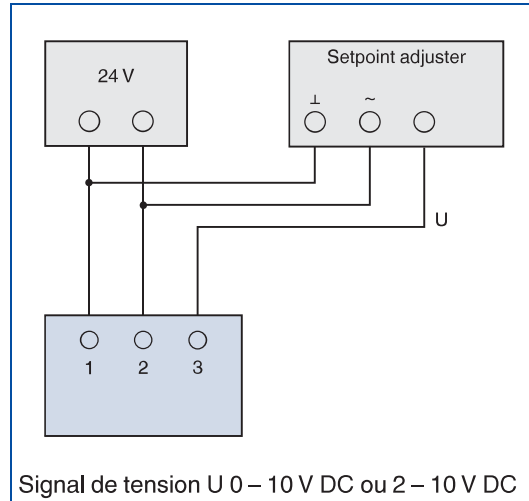 24 V
Setpoint adjuster
⊥ ~
U
1 2 3
Signal de tension U 0 – 10 V DC ou 2 – 10 V DC